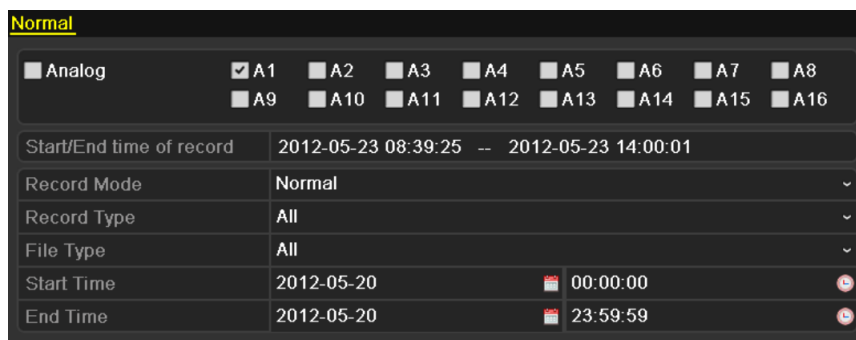 Normal
Analog A1 A2 A3 A4 A5 A6 A7 A8
A9 A10 A11 A12 A13 A14 A15 A16
Start/End time of record 2012-05-23 08:39:25 -- 2012-05-23 14:00:01
Record Mode Normal
Record Type All
File Type All
Start Time 2012-05-20 00:00:00
End Time 2012-05-20 23:59:59